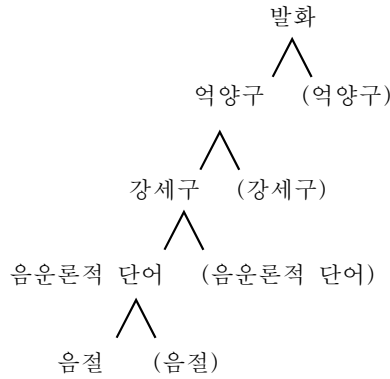 발화
억양구 (억양구)
강세구 (강세구)
음운론적 단어 (음운론적 단어)
음절 (음절)